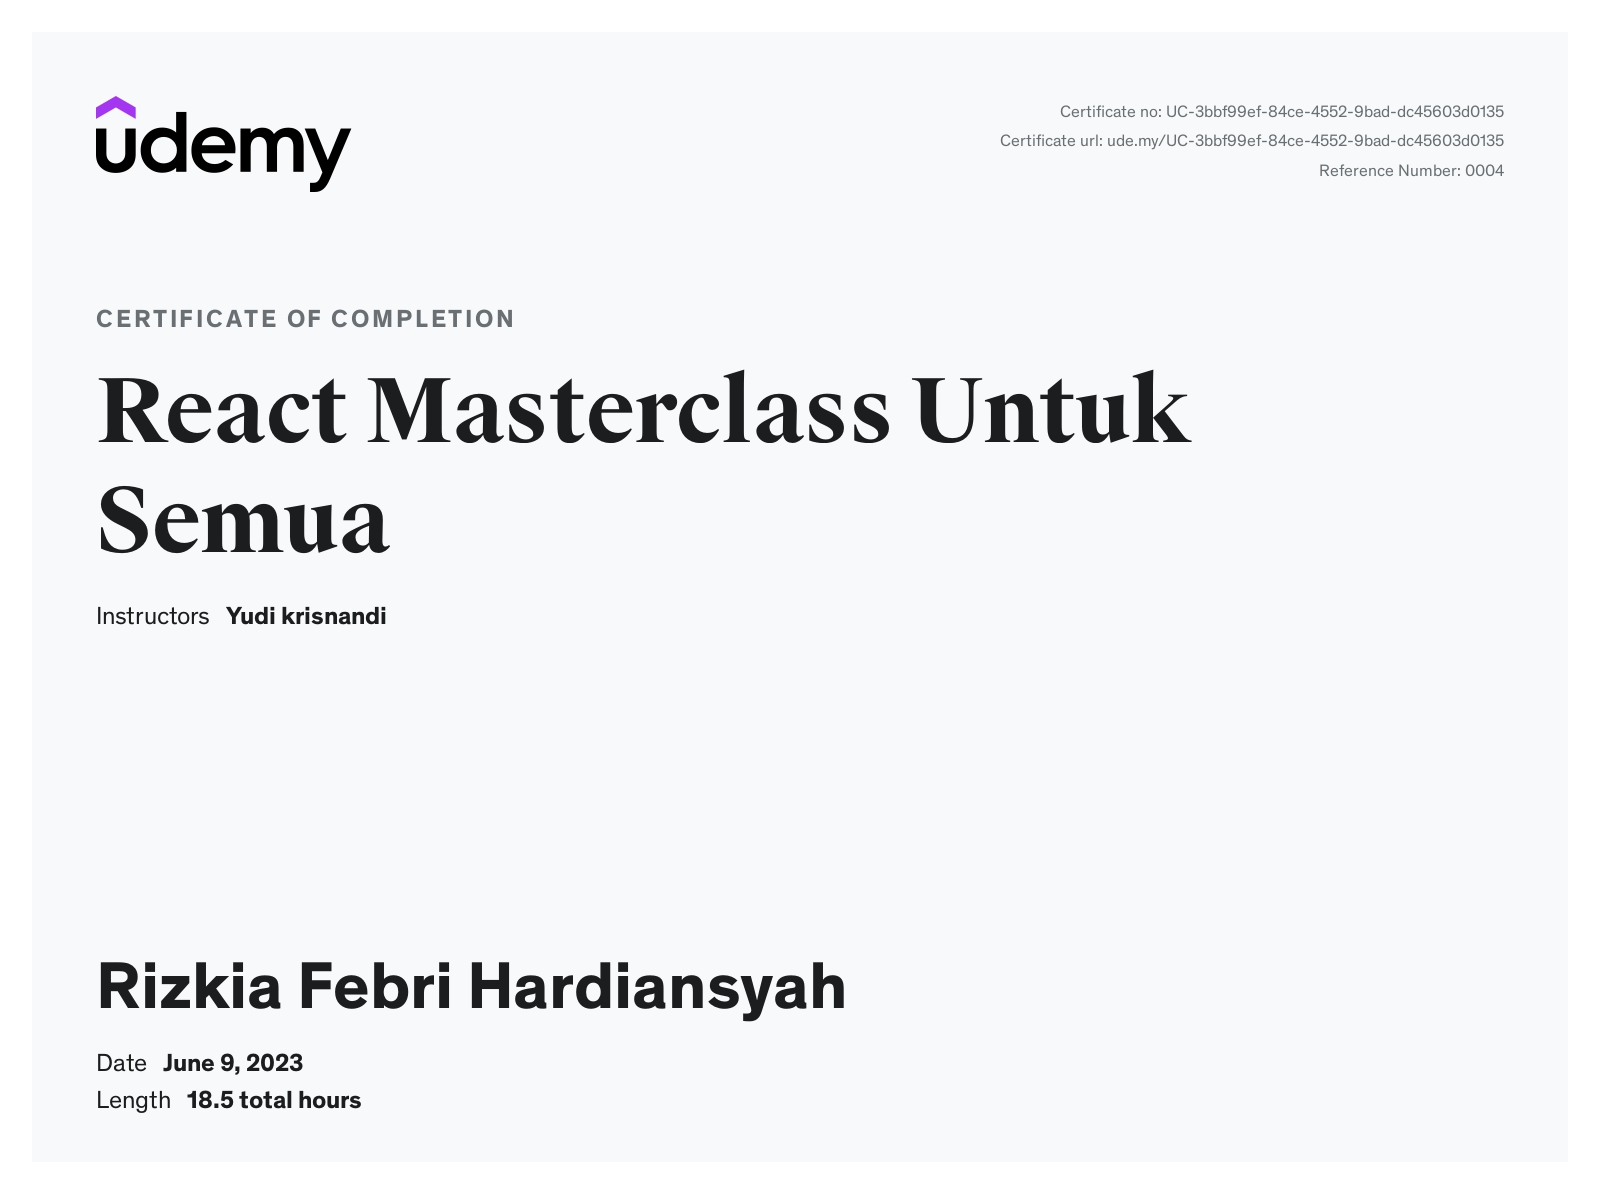 udemy
Certificate no: UC-3bbf99ef-84ce-4552-9bad-dc45603d0135
Certificate url: ude.my/UC-3bbf99ef-84ce-4552-9bad-dc45603d0135
Reference Number: 0004
CERTIFICATE OF COMPLETION
React Masterclass Untuk
Semua
Instructors Yudi krisnandi
Rizkia Febri Hardiansyah
Date June 9, 2023
Length 18.5 total hours